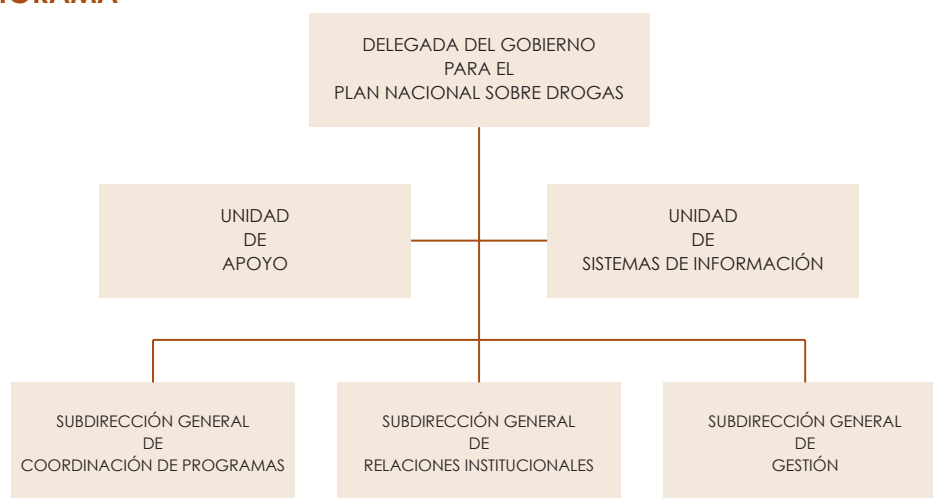 DELEGADA DEL GOBIERNO
PARA EL
PLAN NACIONAL SOBRE DROGAS
UNIDAD
DE
APOYO
UNIDAD
DE
SISTEMAS DE INFORMACIÓN
SUBDIRECCIÓN GENERAL
DE
COORDINACIÓN DE PROGRAMAS
SUBDIRECCIÓN GENERAL
DE
RELACIONES INSTITUCIONALES
SUBDIRECCIÓN GENERAL
DE
GESTIÓN